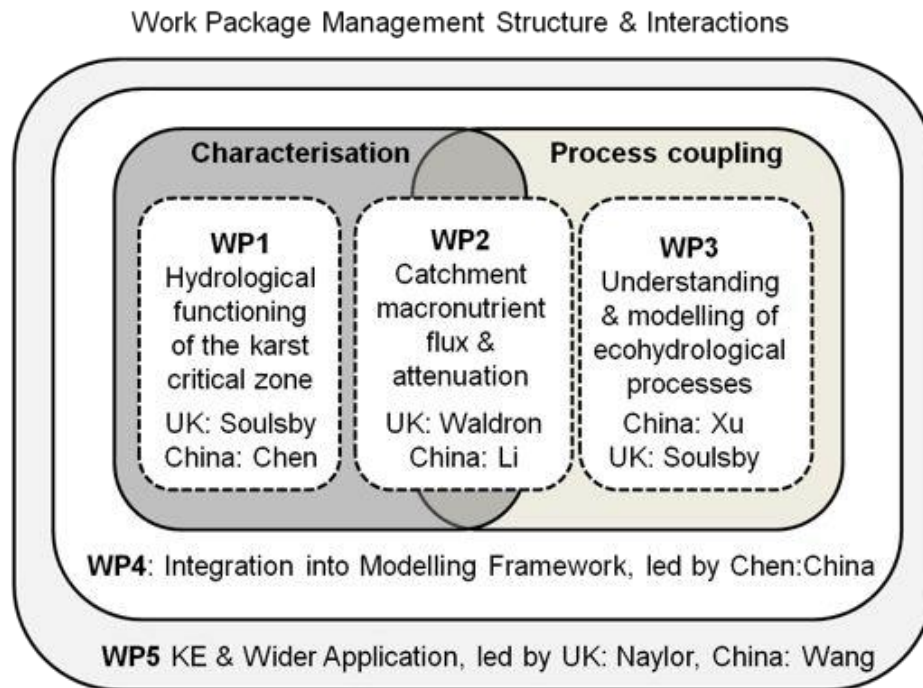 Work Package Management Structure & Interactions
Characterisation
Process coupling
WP1
Hydrological
functioning
of the karst
critical zone
UK: Soulsby
China: Chen
WP2
Catchment
macronutrient
flux &
attenuation
UK: Waldron
China: Li
WP3
Understanding
& modelling of
ecohydrological
processes
China: Xu
UK: Soulsby
WP4: Integration into Modelling Framework, led by Chen:China
WP5 KE & Wider Application, led by UK: Naylor, China: Wang